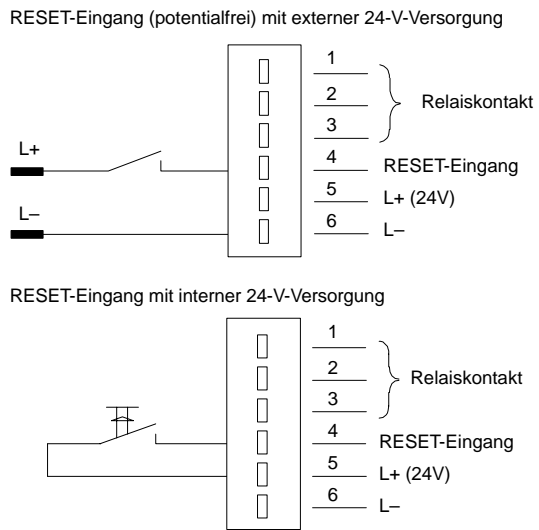 RESET-Eingang (potentialfrei) mit externer 24-V-Versorgung
1
2
Relaiskontakt
3
L+
4
RESET-Eingang
5
L+ (24V)
L–
6
L–
RESET-Eingang mit interner 24-V-Versorgung
1
2
Relaiskontakt
3
4
RESET-Eingang
5
L+ (24V)
6
L–